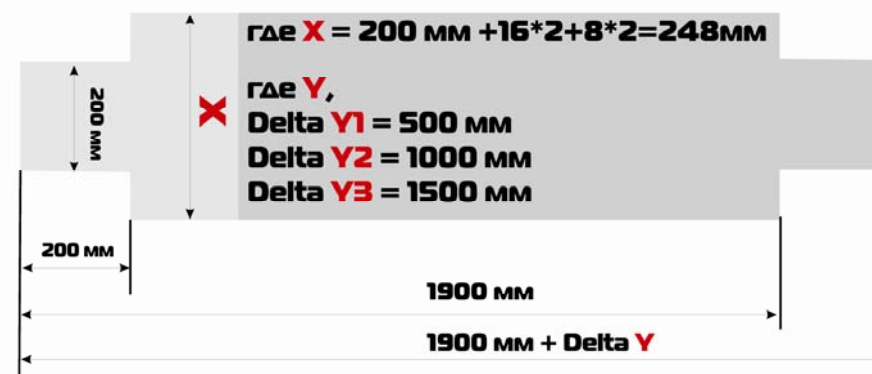 где X = 200 мм +16*2+8*2=248мм
где Y,
Delta Y1 = 500 мм
Delta Y2 = 1000 мм
Delta Y3 = 1500 мм
200 мм
X
200 мм
1900 мм
1900 мм + Delta Y